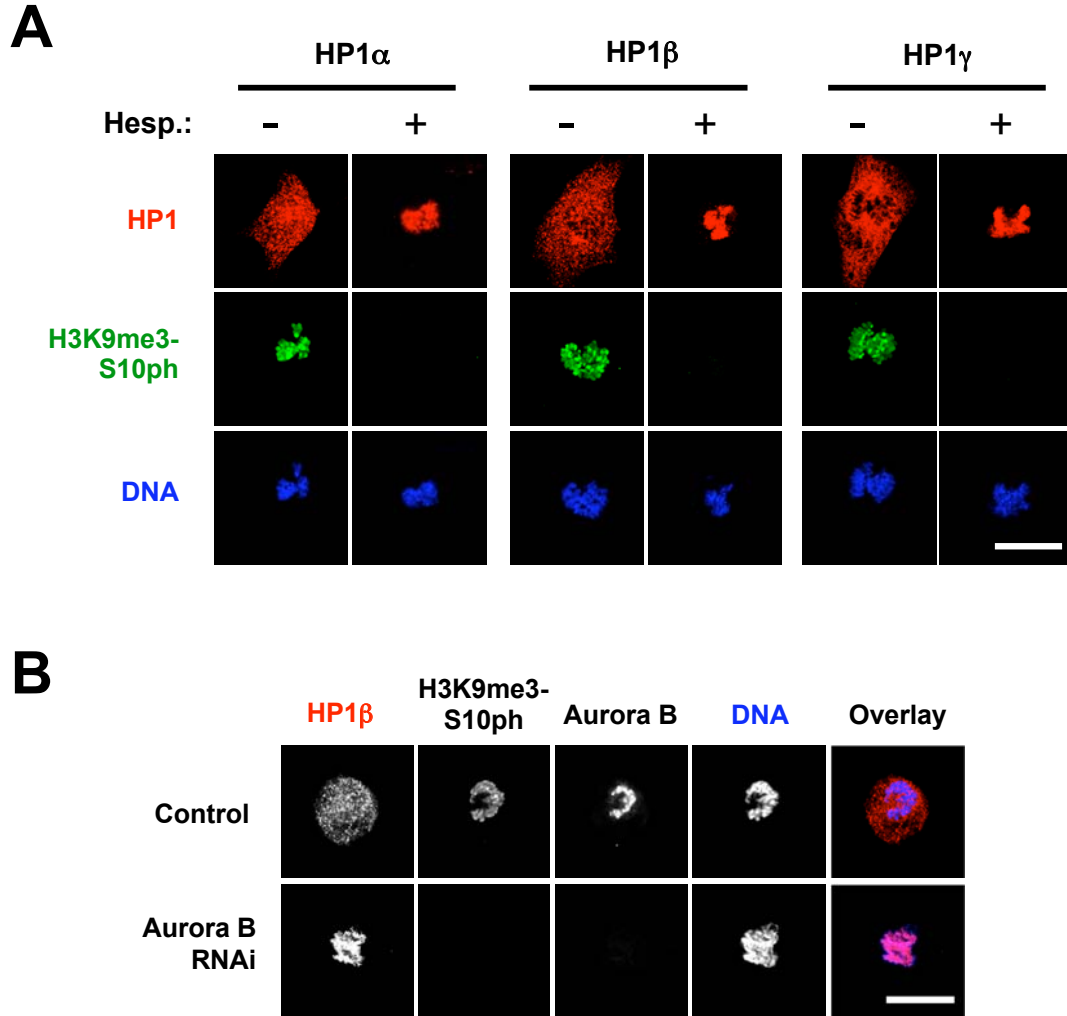 A
HP1α HP1β HP1γ
Hesp.: - + - + - +
HP1
H3K9me3-
S10ph
DNA
B
HP1β H3K9me3-
S10ph Aurora B DNA Overlay
Control
Aurora B
RNAi